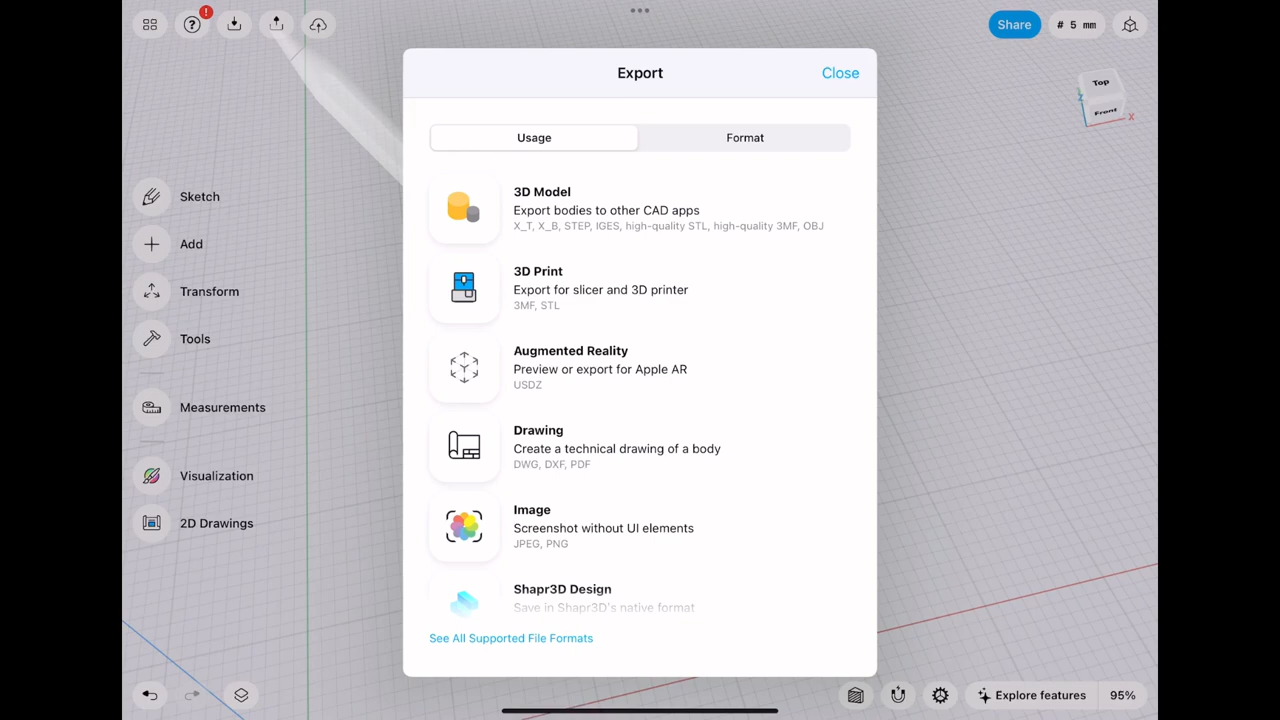 Share
# 5 mm
Export
Close
Usage
Format
Top
Front
Z
X
Sketch
Add
Transform
Tools
Measurements
Visualization
2D Drawings
3D Model
Export bodies to other CAD apps
X_T, X_B, STEP, IGES, high-quality STL, high-quality 3MF, OBJ
3D Print
Export for slicer and 3D printer
3MF, STL
Augmented Reality
Preview or export for Apple AR
USDZ
Drawing
Create a technical drawing of a body
DWG, DXF, PDF
Image
Screenshot without UI elements
JPEG, PNG
Shapr3D Design
Save in Shapr3D's native format
See All Supported File Formats
Explore features
95%